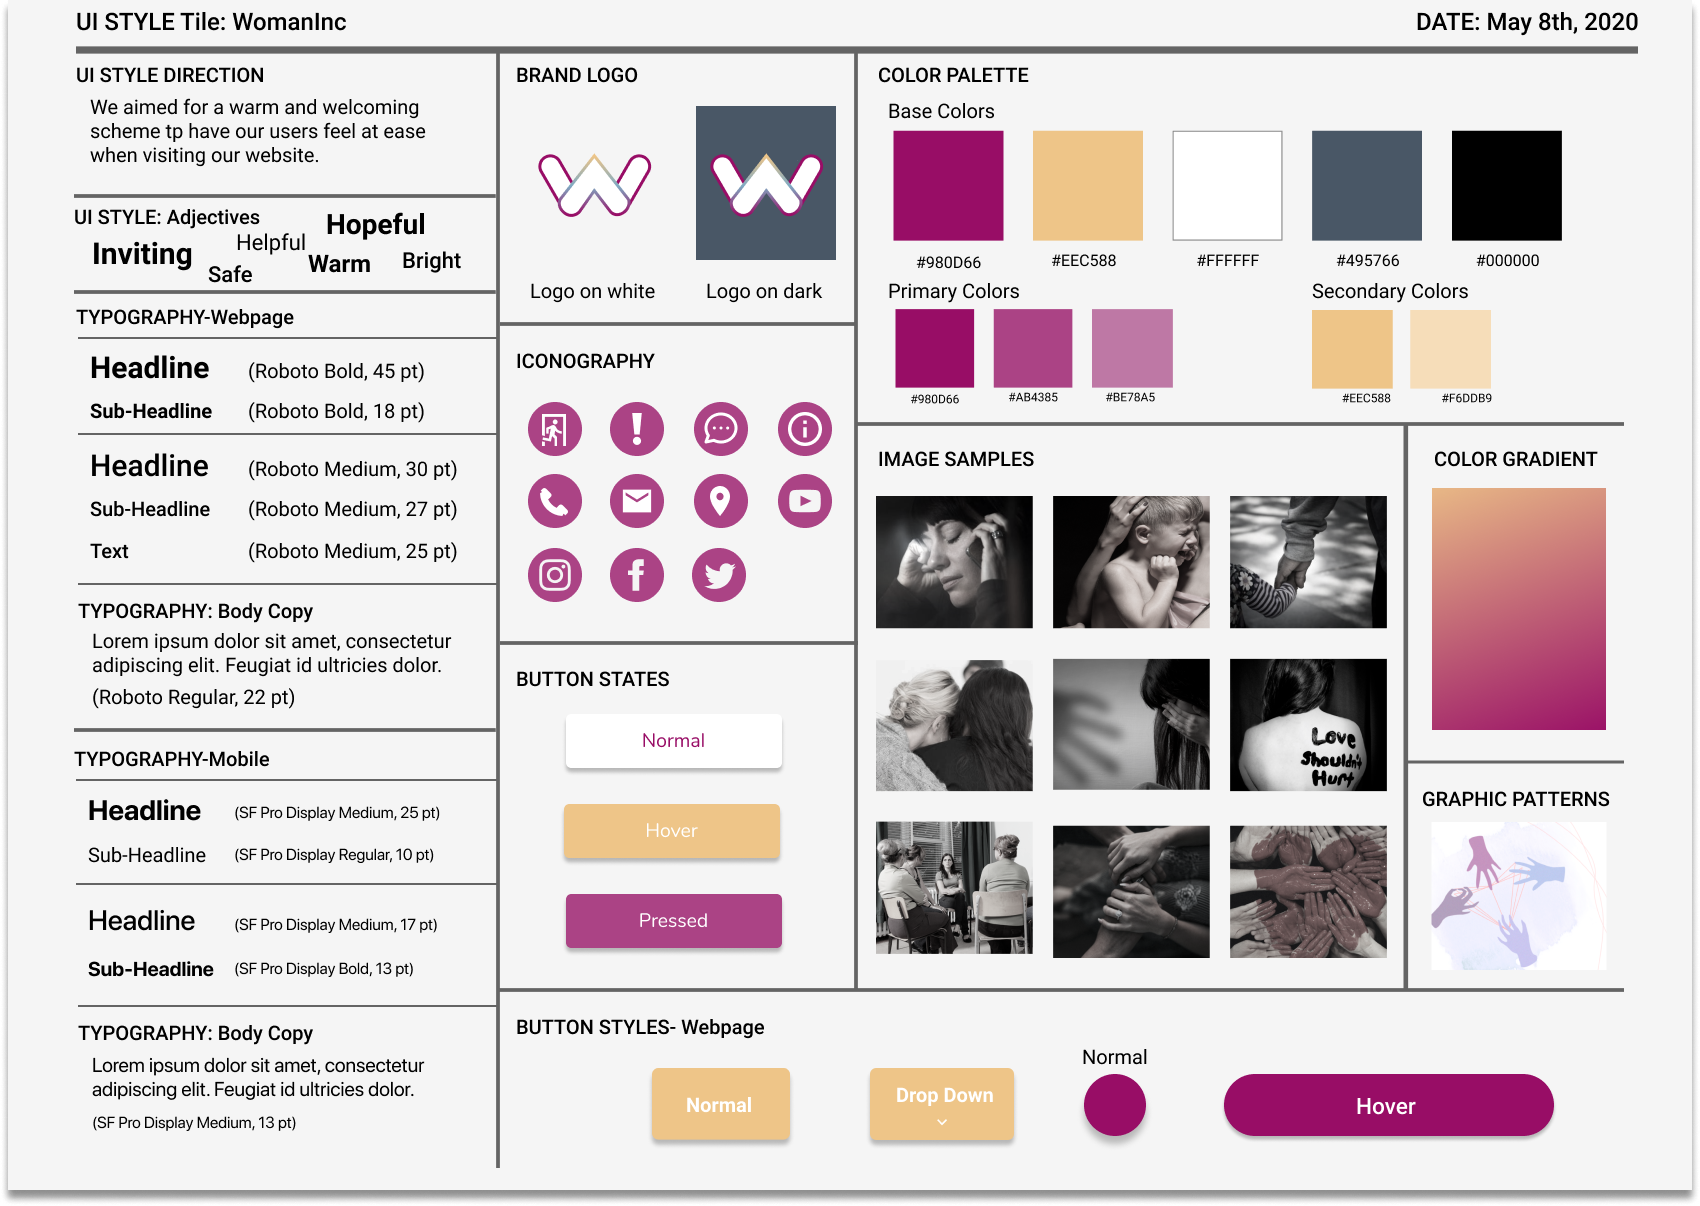 UI STYLE Tile: WomanInc
DATE: May 8th, 2020
UI STYLE DIRECTION
We aimed for a warm and welcoming
scheme tp have our users feel at ease
when visiting our website.
UI STYLE: Adjectives
Hopeful
Helpful
Inviting
Warm
Bright
Safe
TYPOGRAPHY-Webpage
Headline (Roboto Bold, 45 pt)
Sub-Headline (Roboto Bold, 18 pt)
Headline (Roboto Medium, 30 pt)
Sub-Headline (Roboto Medium, 27 pt)
Text (Roboto Medium, 25 pt)
TYPOGRAPHY: Body Copy
Lorem ipsum dolor sit amet, consectetur
adipiscing elit. Feugiat id ultricies dolor.
(Roboto Regular, 22 pt)
TYPOGRAPHY-Mobile
Headline (SF Pro Display Medium, 25 pt)
Sub-Headline (SF Pro Display Regular, 10 pt)
Headline (SF Pro Display Medium, 17 pt)
Sub-Headline (SF Pro Display Bold, 13 pt)
TYPOGRAPHY: Body Copy
Lorem ipsum dolor sit amet, consectetur
adipiscing elit. Feugiat id ultricies dolor.
(SF Pro Display Medium, 13 pt)
BRAND LOGO
Logo on white
Logo on dark
ICONOGRAPHY
BUTTON STATES
Normal
Hover
Pressed
COLOR PALETTE
Base Colors
#980D66
#EEC588
#FFFFFF
#495766
#000000
Primary Colors
#980D66
#AB4385
#BE78A5
Secondary Colors
#EEC588
#F6DDB9
IMAGE SAMPLES
Love
Shouldn't
Hurt
COLOR GRADIENT
GRAPHIC PATTERNS
BUTTON STYLES- Webpage
Normal
Drop Down
Normal
Hover